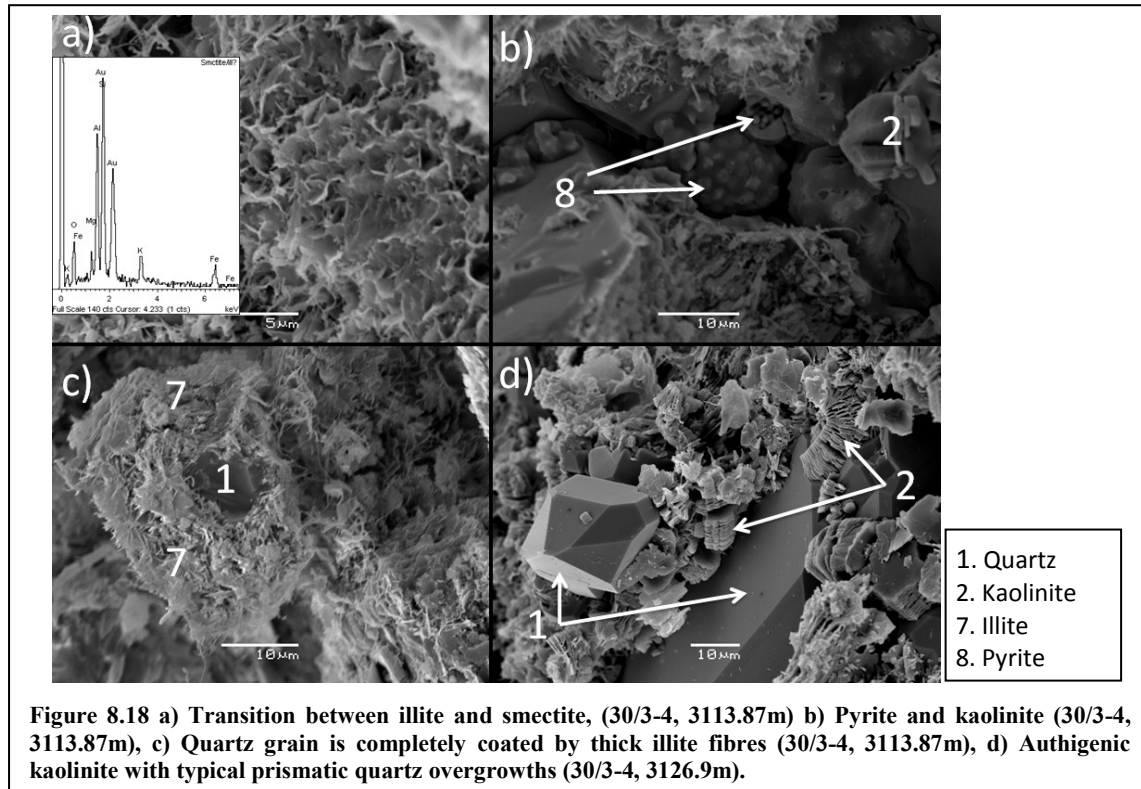 a)
Smctite/Ill?
Au
Si
Al
Au
Mg
O
Fe
K
K
Fe
Fe
0 2 4 6
Full Scale 140 cts Cursor: 4.233 (1 cts) keV
5μm
b)
2
8
10μm
c)
7
1
7
10μm
d)
2
1
10μm
1. Quartz
2. Kaolinite
7. Illite
8. Pyrite
Figure 8.18 a) Transition between illite and smectite, (30/3-4, 3113.87m) b) Pyrite and kaolinite (30/3-4,
3113.87m), c) Quartz grain is completely coated by thick illite fibres (30/3-4, 3113.87m), d) Authigenic
kaolinite with typical prismatic quartz overgrowths (30/3-4, 3126.9m).